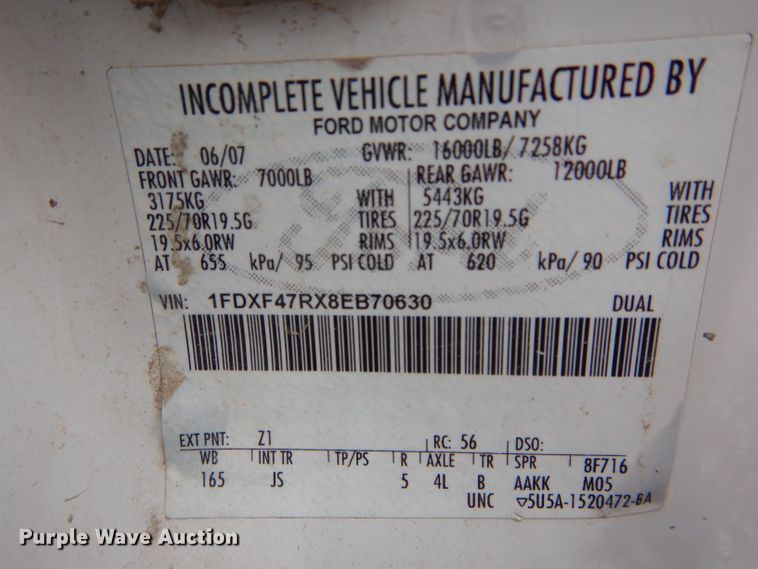 INCOMPLETE VEHICLE MANUFACTURED BY
FORD MOTOR COMPANY
DATE: 06/07 GVWR: 16000LB/ 7258KG
FRONT GAWR: 7000LB REAR GAWR: 12000LB
3175KG WITH 5443KG WITH
225/70R19.5G TIRES 225/70R19.5G TIRES
19.5x6.0RW RIMS 19.5x6.0RW RIMS
AT 655 kPa/ 95 PSI COLD AT 620 kPa/ 90 PSI COLD
VIN: 1FDXF47RX8EB70630 DUAL
EXT PNT: Z1 RC: 56 DSO:
WB INT TR TP/PS R AXLE TR SPR 8F716
165 JS 5 4L B AAKK M05
UNC ▽5U5A-1520472-BA
Purple Wave Auction